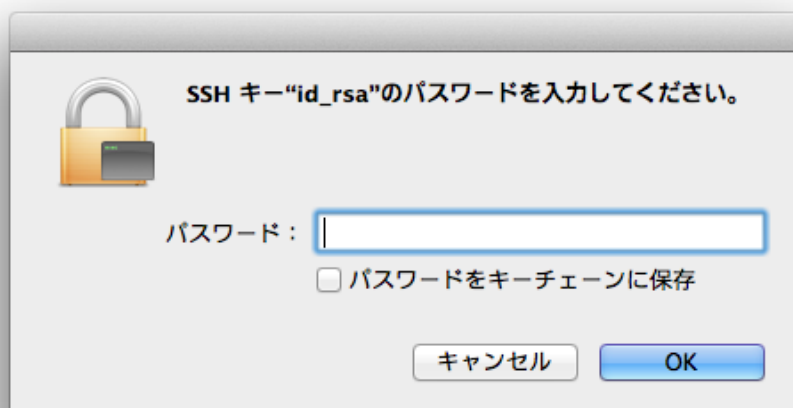 SSH キー“id_rsa”のパスワードを入力してください。
パスワード：
パスワードをキーチェーンに保存
キャンセル
OK